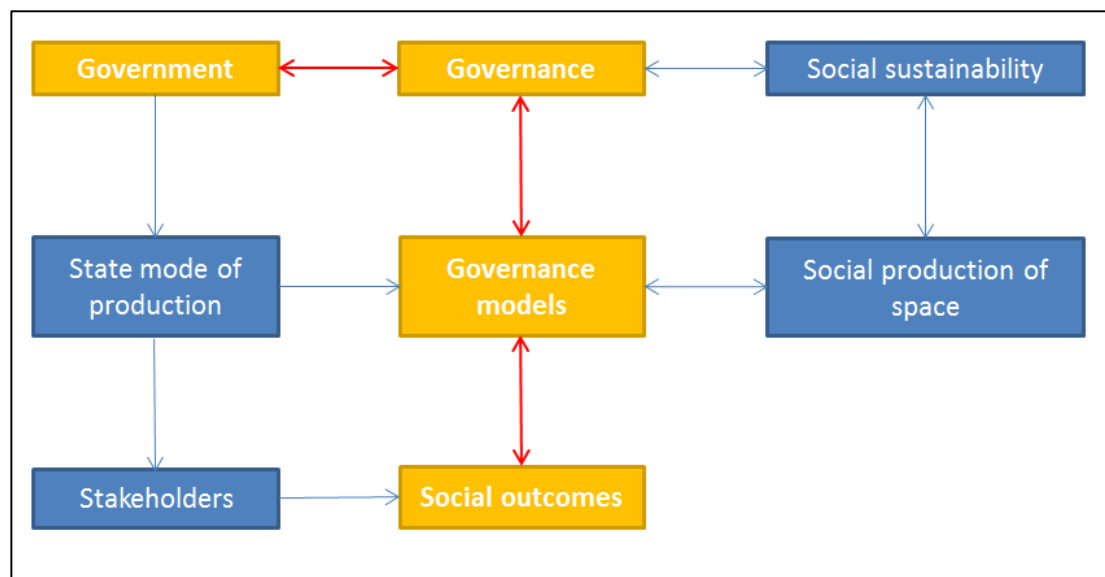 Government
Governance
Social sustainability
State mode of
production
Governance
models
Social production of
space
Stakeholders
Social outcomes